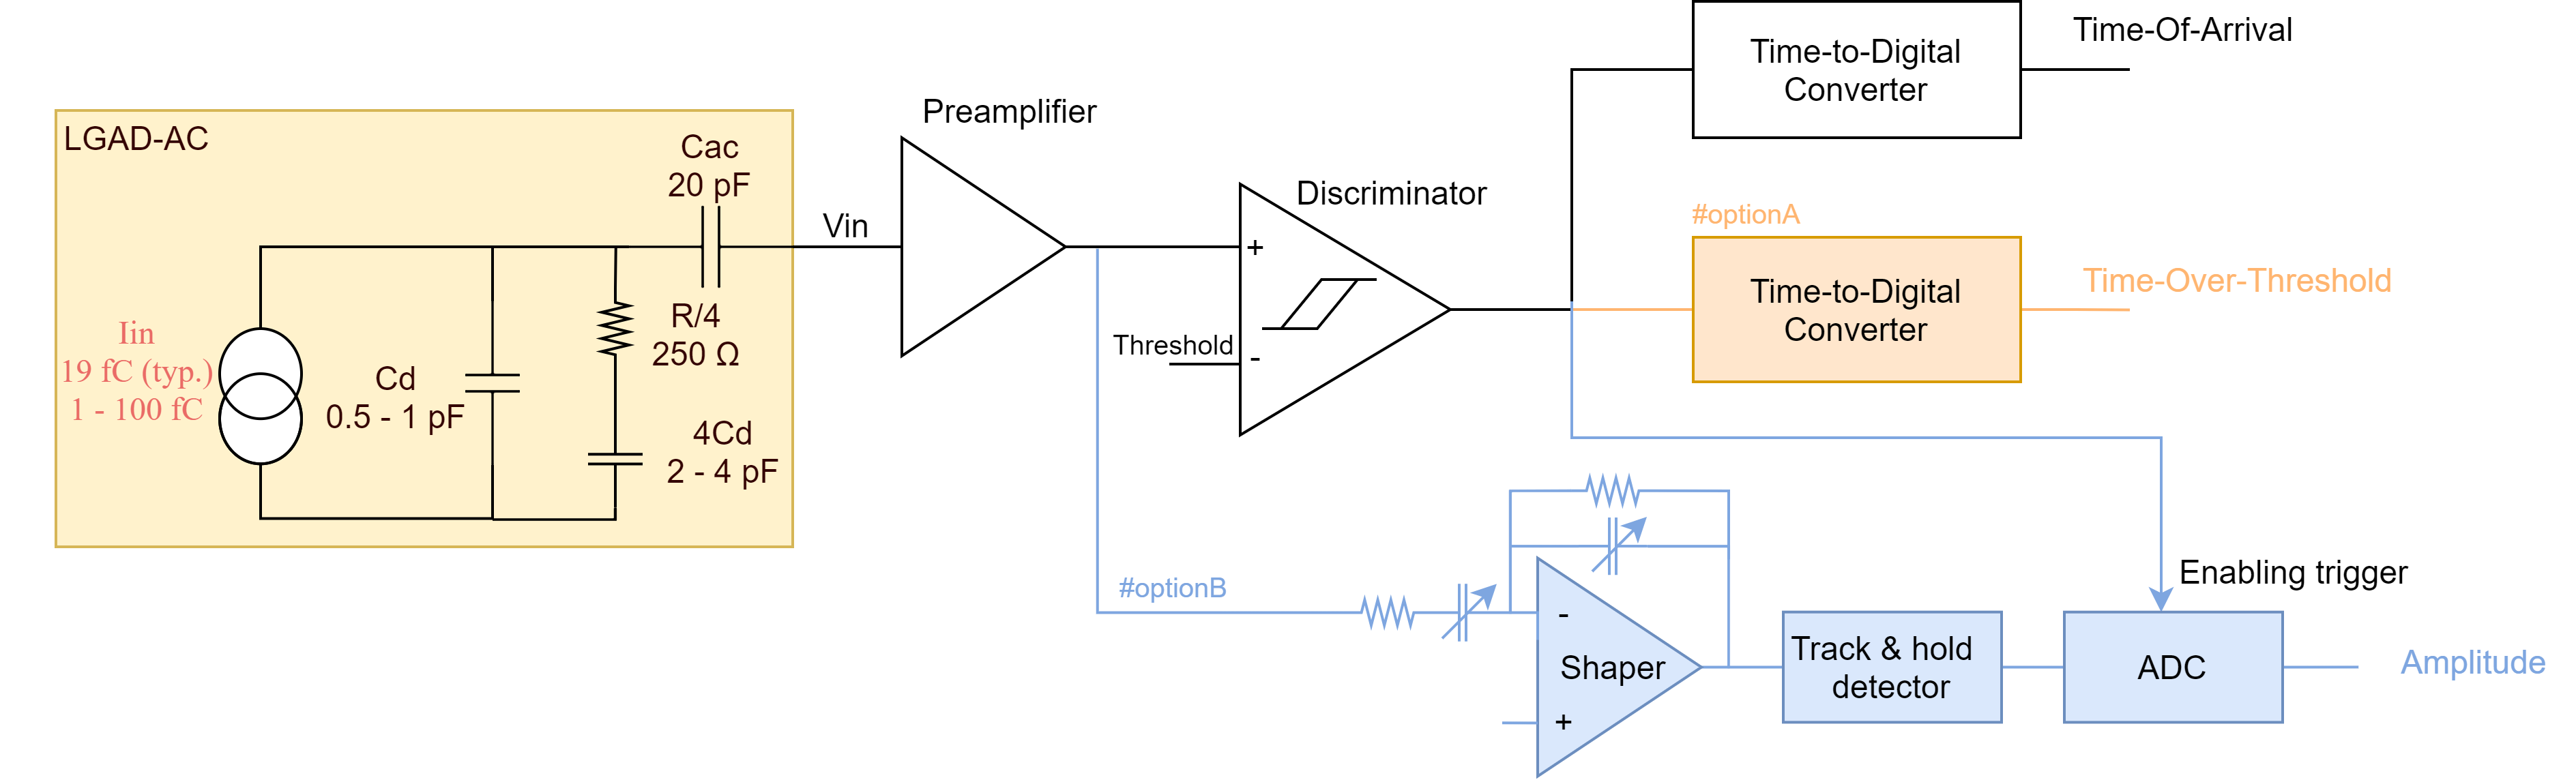 LGAD-AC
Iin
19 fC (typ.)
1 - 100 fC
Cd
0.5 - 1 pF
Cac
20 pF
R/4
250 Ω
4Cd
2 - 4 pF
Vin
Preamplifier
Discriminator
+
-
Threshold
Time-to-Digital
Converter
Time-Of-Arrival
#optionA
Time-to-Digital
Converter
Time-Over-Threshold
#optionB
-
Shaper
+
Track & hold
detector
Enabling trigger
ADC
Amplitude